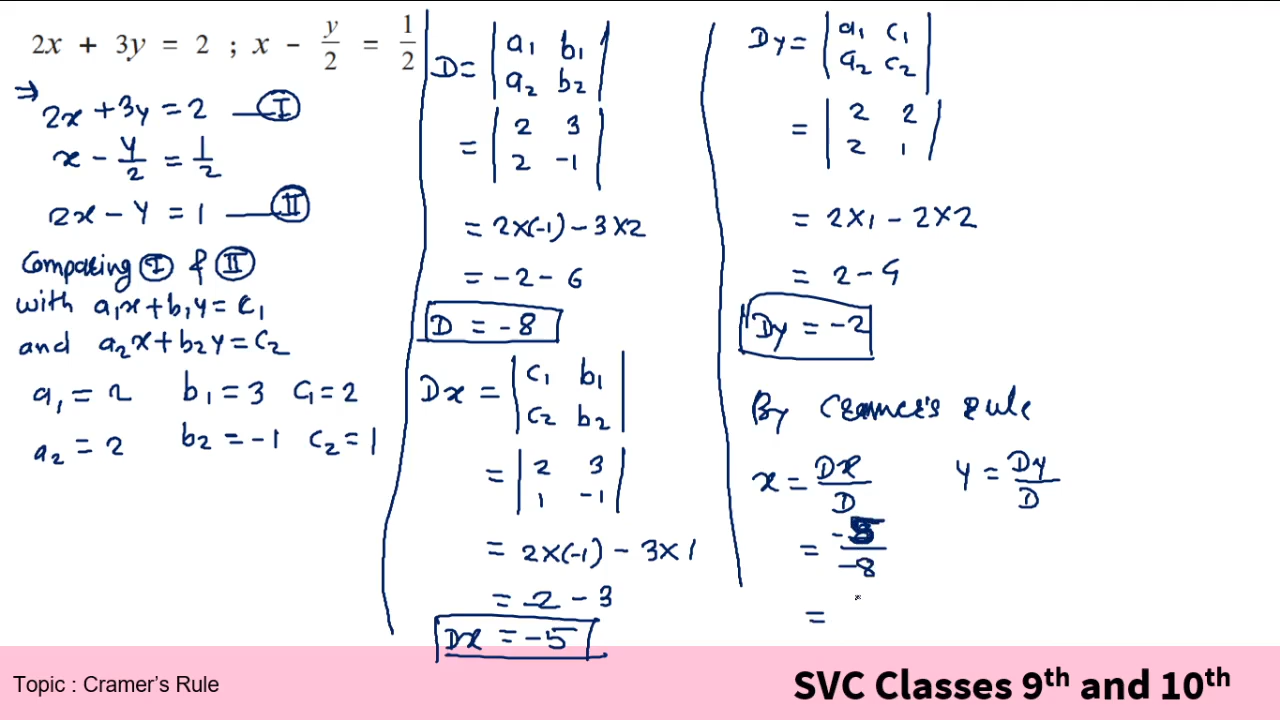 2x + 3y = 2 ; x - y/2 = 1/2
⇒ 2x + 3y = 2 — (I)
x - y/2 = 1/2
2x - y = 1 — (II)
Comparing (I) & (II)
with a₁x + b₁y = c₁
and a₂x + b₂y = c₂
a₁ = 2 b₁ = 3 c₁ = 2
a₂ = 2 b₂ = -1 c₂ = 1
D = | a₁ b₁ |
| a₂ b₂ |
= | 2 3 |
| 2 -1 |
= 2×(-1) - 3×2
= -2 - 6
D = -8
Dx = | c₁ b₁ |
| c₂ b₂ |
= | 2 3 |
| 1 -1 |
= 2×(-1) - 3×1
= -2 - 3
Dx = -5
Dy = | a₁ c₁ |
| a₂ c₂ |
= | 2 2 |
| 2 1 |
= 2×1 - 2×2
= 2 - 4
Dy = -2
By Cramer's rule
x = Dx/D y = Dy/D
= -5/-8
=
Topic : Cramer's Rule
SVC Classes 9th and 10th